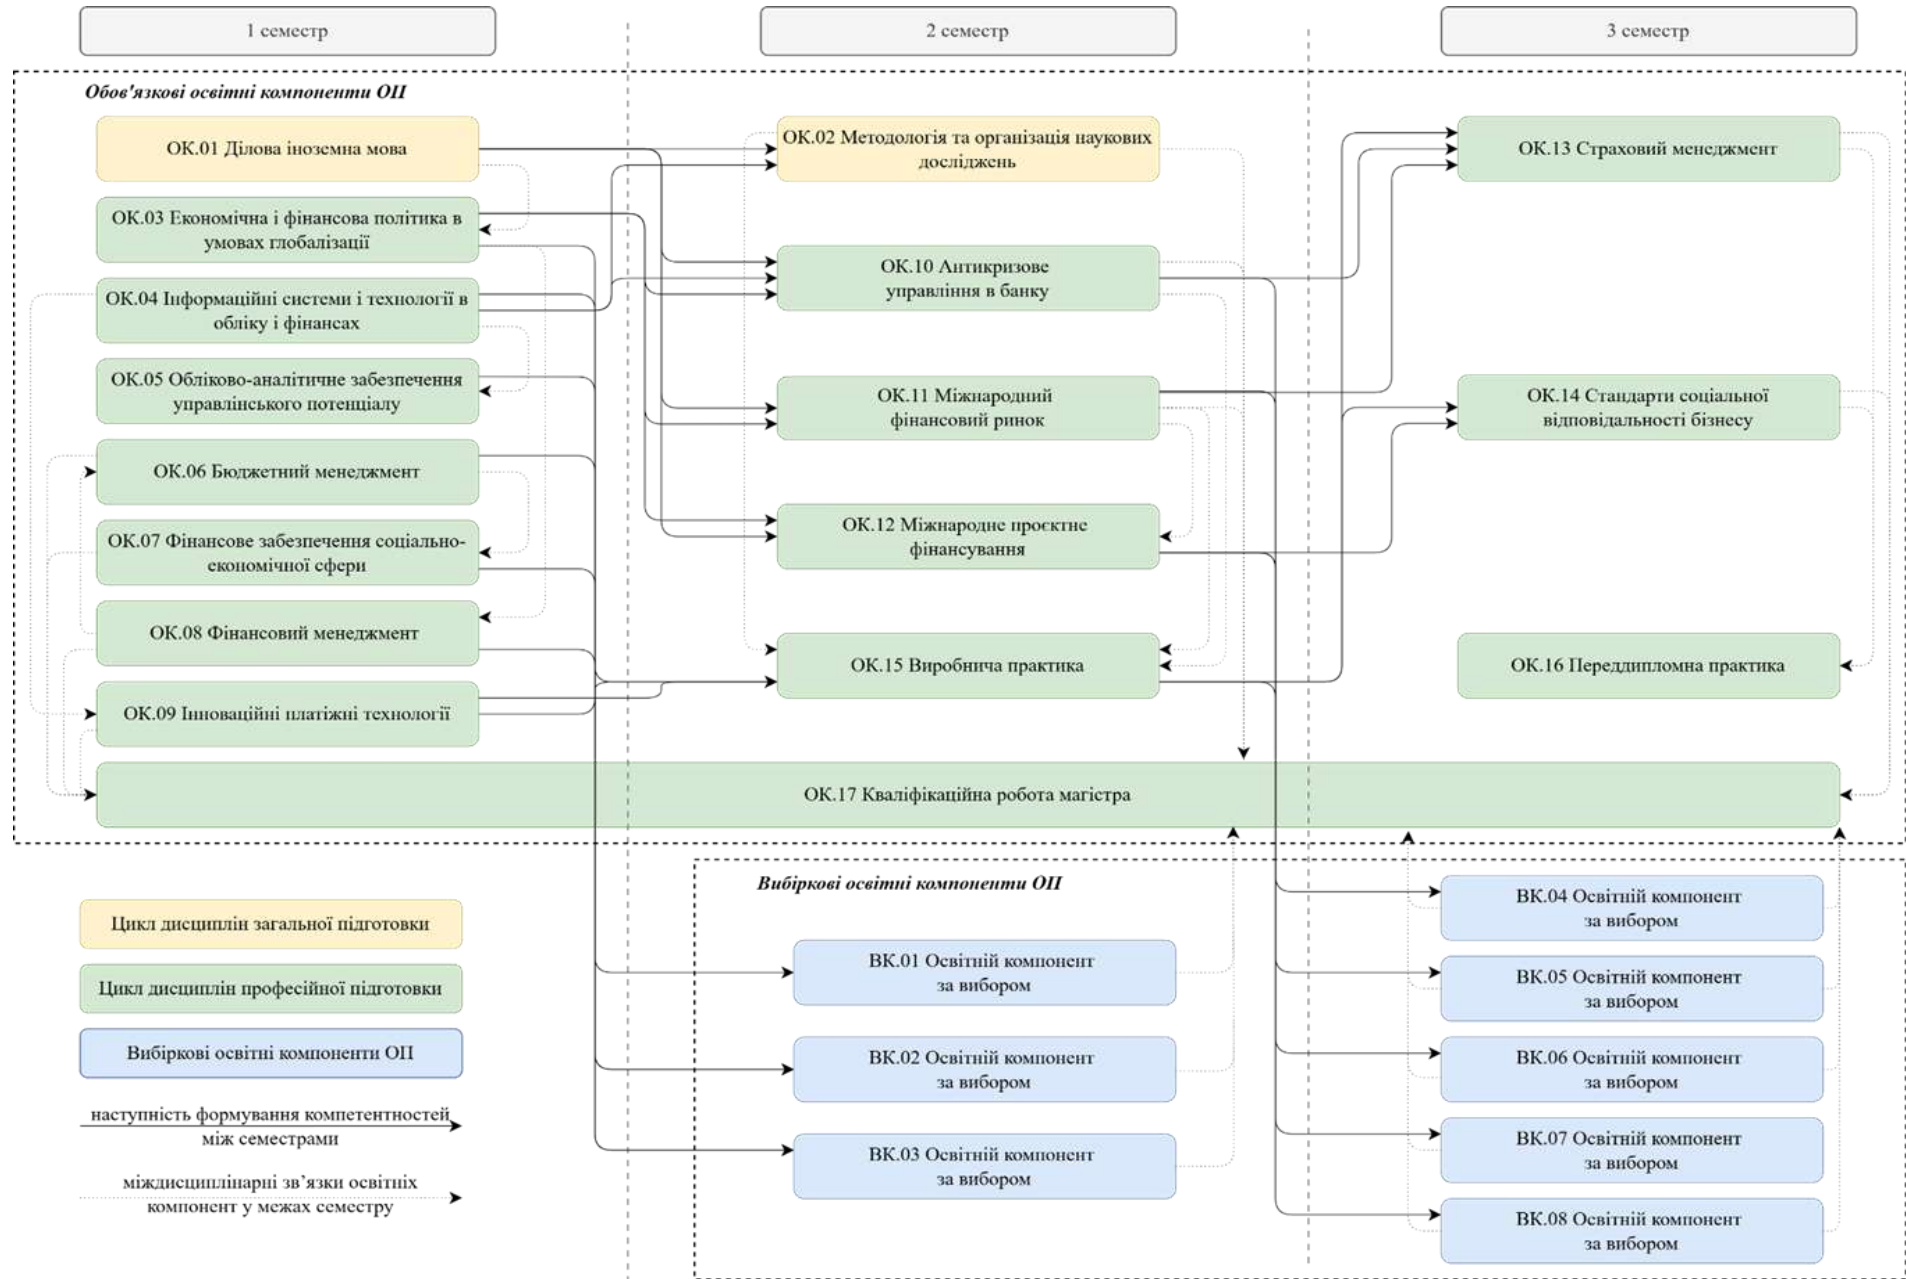 1 семестр
2 семестр
3 семестр
Обов'язкові освітні компоненти ОП
ОК.01 Ділова іноземна мова
ОК.03 Економічна і фінансова політика в
умовах глобалізації
ОК.04 Інформаційні системи і технології в
обліку і фінансах
ОК.05 Обліково-аналітичне забезпечення
управлінського потенціалу
ОК.06 Бюджетний менеджмент
ОК.07 Фінансове забезпечення соціально-
економічної сфери
ОК.08 Фінансовий менеджмент
ОК.09 Інноваційні платіжні технології
ОК.02 Методологія та організація наукових
досліджень
ОК.10 Антикризове
управління в банку
ОК.11 Міжнародний
фінансовий ринок
ОК.12 Міжнародне проєктне
фінансування
ОК.15 Виробнича практика
ОК.13 Страховий менеджмент
ОК.14 Стандарти соціальної
відповідальності бізнесу
ОК.16 Переддипломна практика
ОК.17 Кваліфікаційна робота магістра
Вибіркові освітні компоненти ОП
ВК.01 Освітній компонент
за вибором
ВК.02 Освітній компонент
за вибором
ВК.03 Освітній компонент
за вибором
ВК.04 Освітній компонент
за вибором
ВК.05 Освітній компонент
за вибором
ВК.06 Освітній компонент
за вибором
ВК.07 Освітній компонент
за вибором
ВК.08 Освітній компонент
за вибором
Цикл дисциплін загальної підготовки
Цикл дисциплін професійної підготовки
Вибіркові освітні компоненти ОП
наступність формування компетентностей
між семестрами
міждисциплінарні зв’язки освітніх
компонент у межах семестру